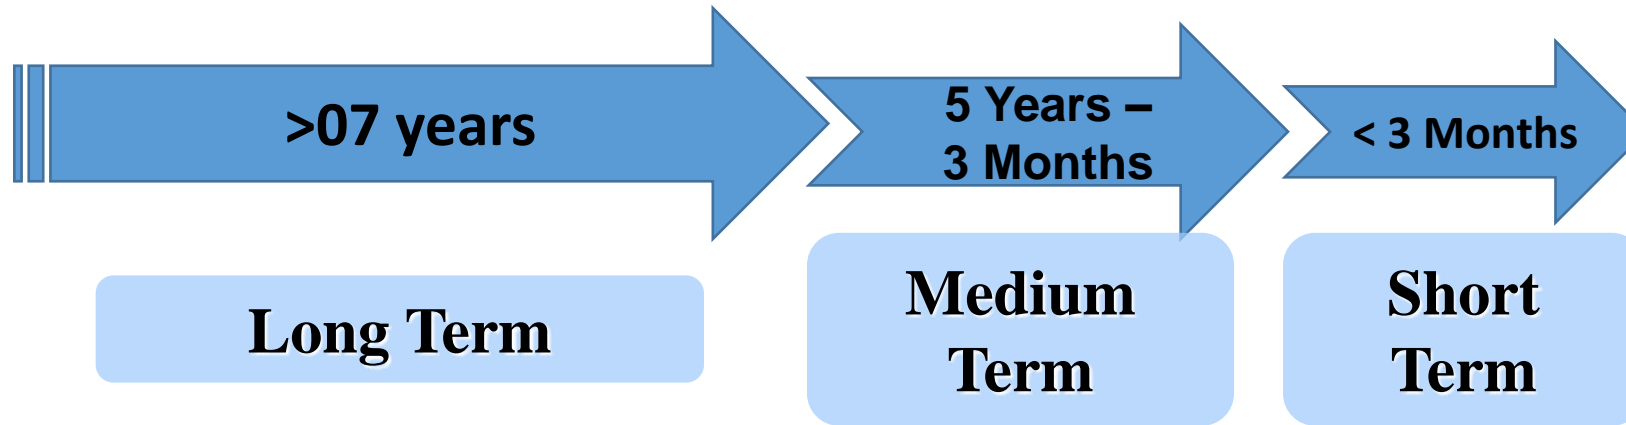 >07 years
5 Years –
3 Months
< 3 Months
Long Term
Medium
Term
Short
Term